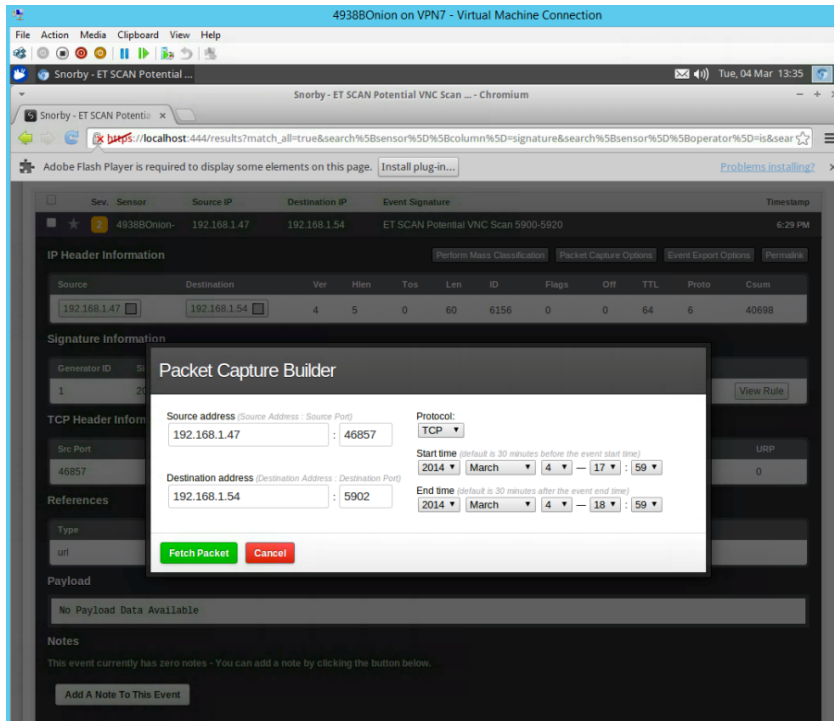 4938BOnion on VPN7 - Virtual Machine Connection
File Action Media Clipboard View Help
Snorby - ET SCAN Potential ...
Tue, 04 Mar 13:35
Snorby - ET SCAN Potential VNC Scan ... - Chromium
Snorby - ET SCAN Potentia
https://localhost:444/results?match_all=true&search%5Bsensor%5D%5Bcolumn%5D=signature&search%5Bsensor%5D%5Boperator%5D=is&sear
Adobe Flash Player is required to display some elements on this page. Install plug-in... Problems installing?
Sev. Sensor Source IP Destination IP Event Signature Timestamp
2 4938BOnion- 192.168.1.47 192.168.1.54 ET SCAN Potential VNC Scan 5900-5920 6:29 PM
IP Header Information Perform Mass Classification Packet Capture Options Event Export Options Permalink
Source Destination Ver Hlen Tos Len ID Flags Off TTL Proto Csum
192.168.1.47 192.168.1.54 4 5 0 60 6156 0 0 64 6 40698
Signature Information
Generator ID
1 View Rule
Packet Capture Builder
TCP Header Inform
Src Port URP
46857 0
Source address (Source Address : Source Port)
192.168.1.47 : 46857
Destination address (Destination Address : Destination Port)
192.168.1.54 : 5902
Protocol:
TCP
Start time (default is 30 minutes before the event start time)
2014 March 4 — 17 : 59
End time (default is 30 minutes after the event end time)
2014 March 4 — 18 : 59
Fetch Packet Cancel
References
Type
url
Payload
No Payload Data Available
Notes
This event currently has zero notes - You can add a note by clicking the button below.
Add A Note To This Event